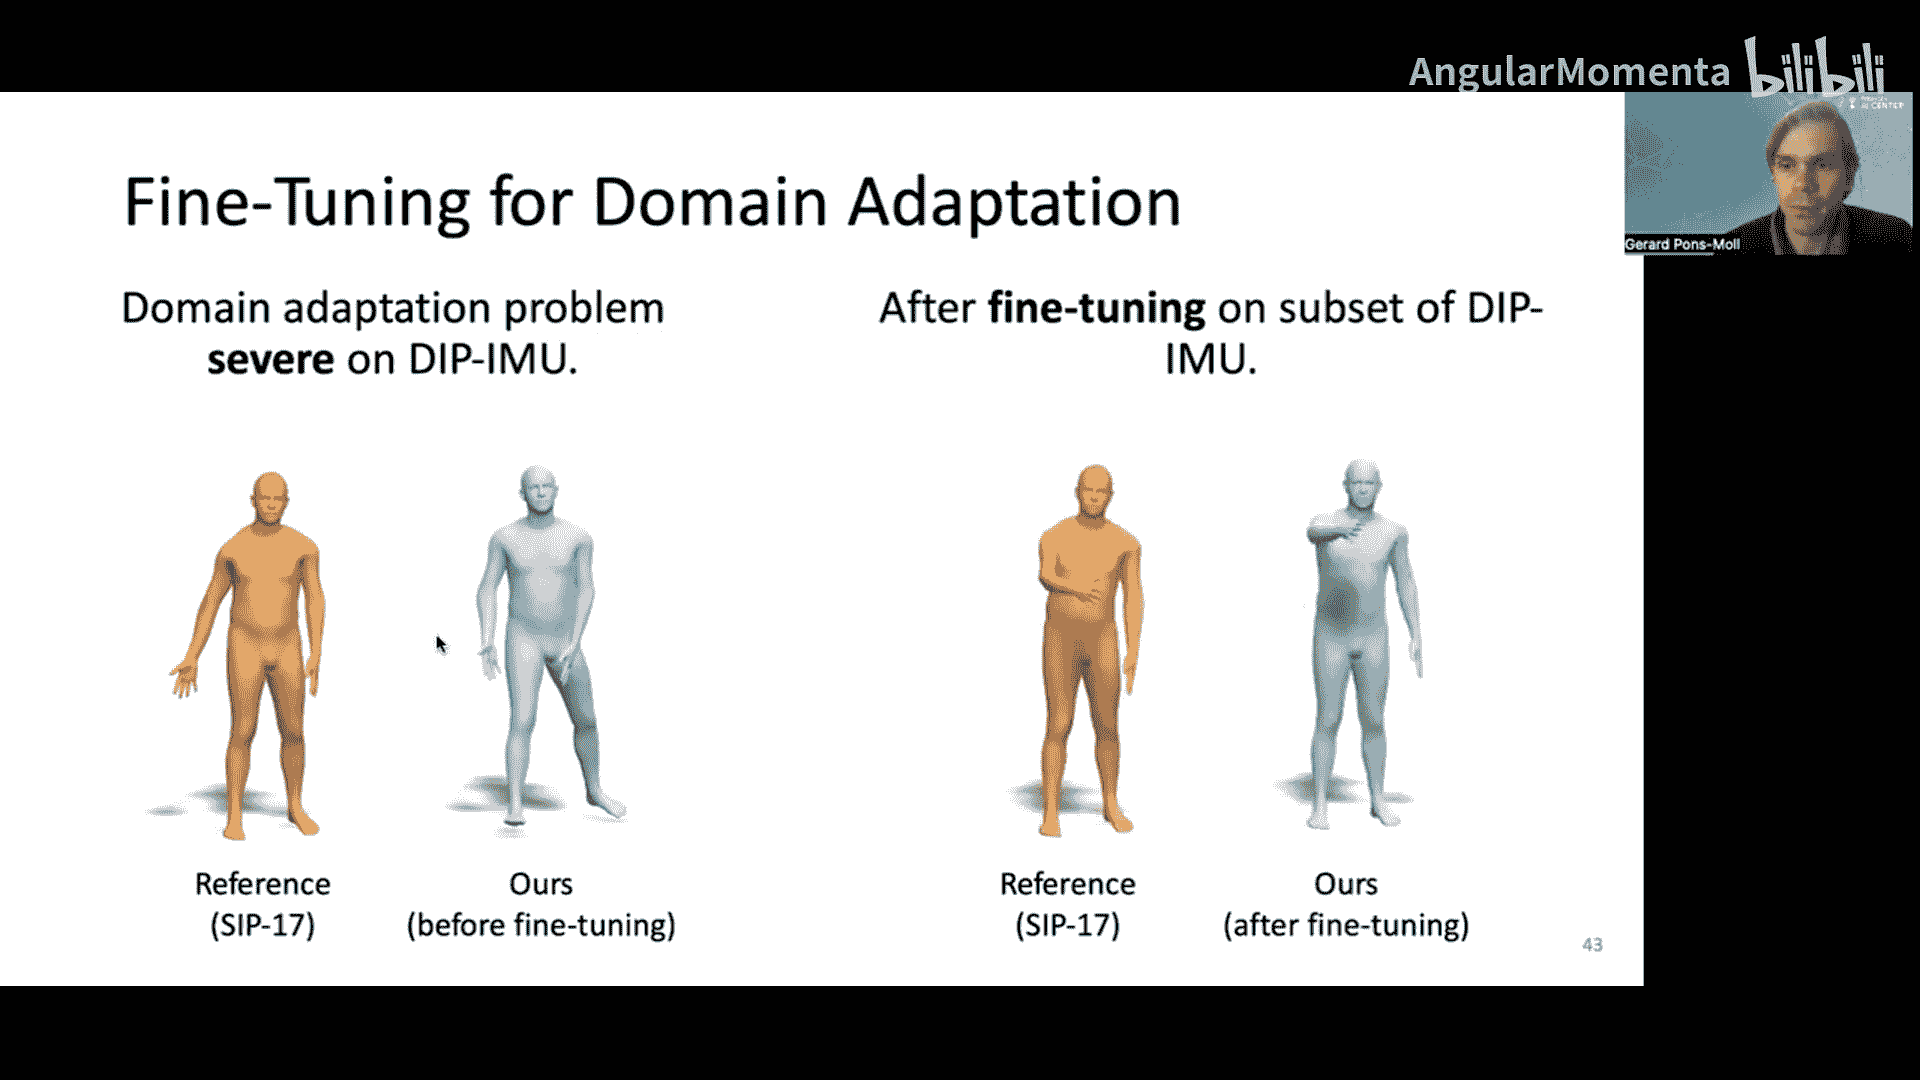 AngularMomenta bilibili
AI CENTER
Gerard Pons-Moll
Fine-Tuning for Domain Adaptation
Domain adaptation problem
severe on DIP-IMU.
After fine-tuning on subset of DIP-
IMU.
Reference
(SIP-17)
Ours
(before fine-tuning)
Reference
(SIP-17)
Ours
(after fine-tuning)
43